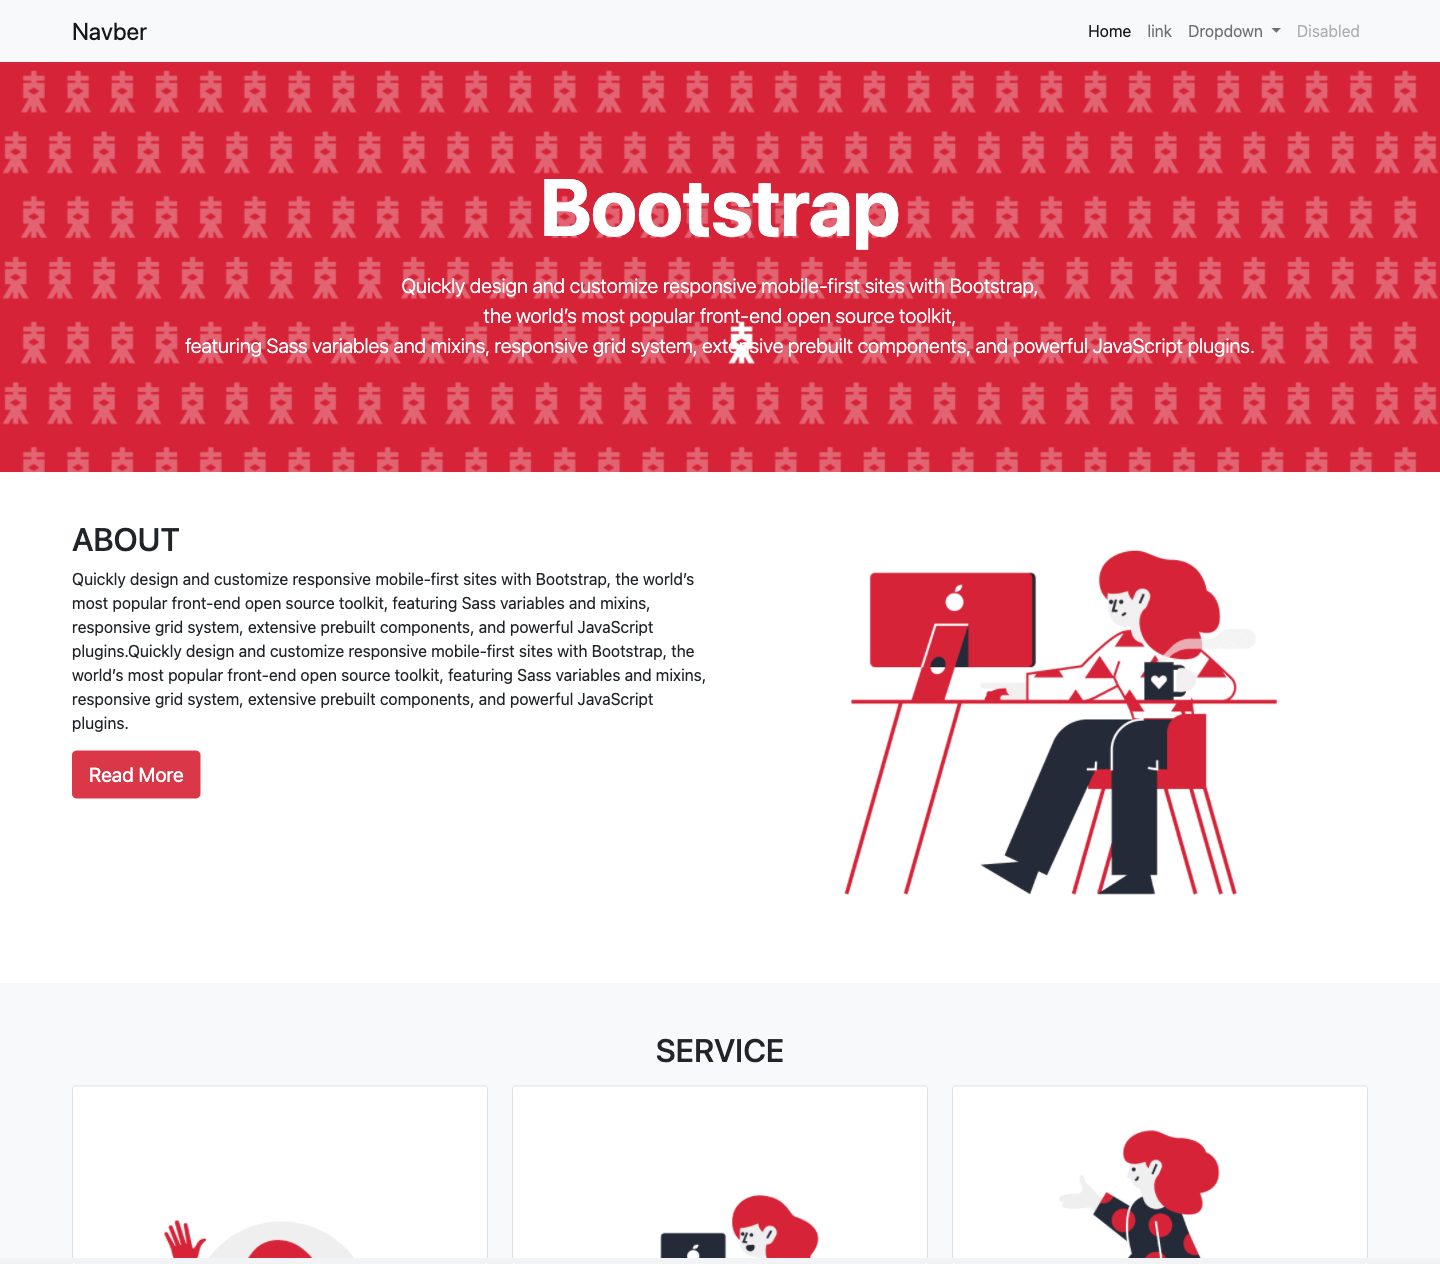 Navber
Home link Dropdown Disabled
Bootstrap
Quickly design and customize responsive mobile-first sites with Bootstrap,
the world’s most popular front-end open source toolkit,
featuring Sass variables and mixins, responsive grid system, extensive prebuilt components, and powerful JavaScript plugins.
ABOUT
Quickly design and customize responsive mobile-first sites with Bootstrap, the world’s
most popular front-end open source toolkit, featuring Sass variables and mixins,
responsive grid system, extensive prebuilt components, and powerful JavaScript
plugins.Quickly design and customize responsive mobile-first sites with Bootstrap, the
world’s most popular front-end open source toolkit, featuring Sass variables and mixins,
responsive grid system, extensive prebuilt components, and powerful JavaScript
plugins.
Read More
SERVICE